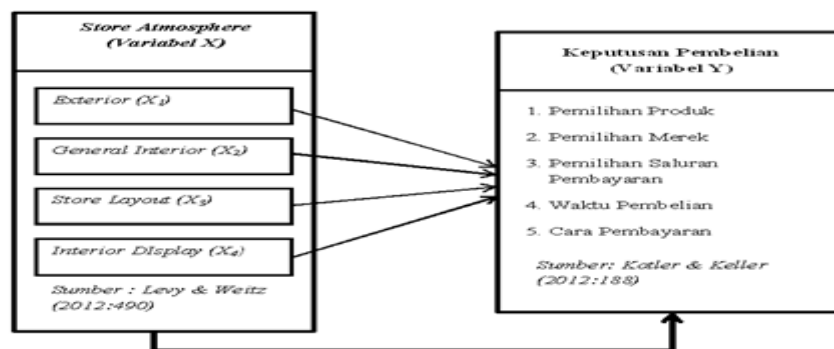 Store Atmosphere
(Variabel X)
Exterior (X1)
General Interior (X2)
Store Layout (X3)
Interior DIsplay (X4)
Sumber : Levy & Weitz
(2012:490)
Keputusan Pembelian
(Variabel Y)
1. Pemilihan Produk
2. Pemilihan Merek
3. Pemilihan Saluran
Pembayaran
4. Waktu Pembelian
5. Cara Pembayaran
Sumber: Kotler & Keller
(2012:188)